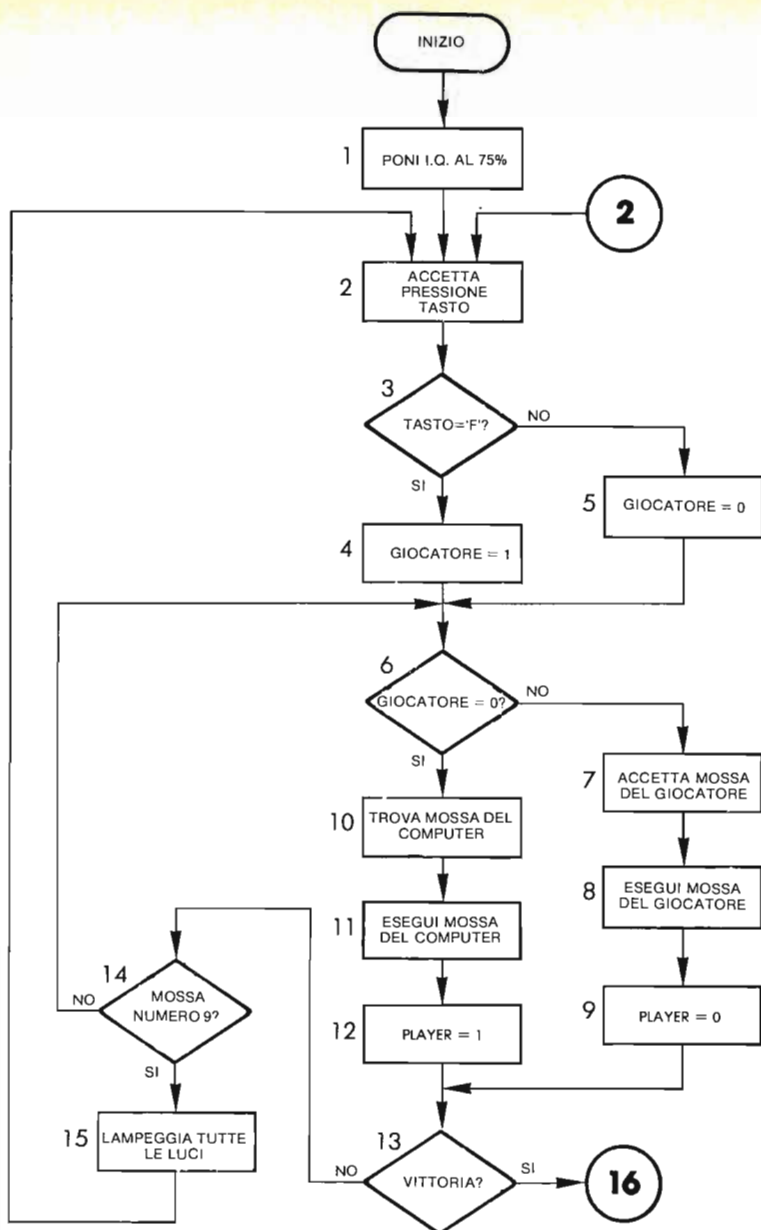 INIZIO
1
PONI I.Q. AL 75%
2
2
ACCETTA
PRESSIONE
TASTO
3
TASTO='F'?
NO
SI
5
GIOCATORE = 0
4
GIOCATORE = 1
6
GIOCATORE = 0?
NO
SI
7
ACCETTA MOSSA
DEL GIOCATORE
10
TROVA MOSSA DEL
COMPUTER
8
ESEGUI MOSSA
DEL GIOCATORE
11
ESEGUI MOSSA
DEL COMPUTER
14
MOSSA
NUMERO 9?
NO
SI
9
PLAYER = 0
12
PLAYER = 1
15
LAMPEGGIA TUTTE
LE LUCI
13
VITTORIA?
NO
SI
16